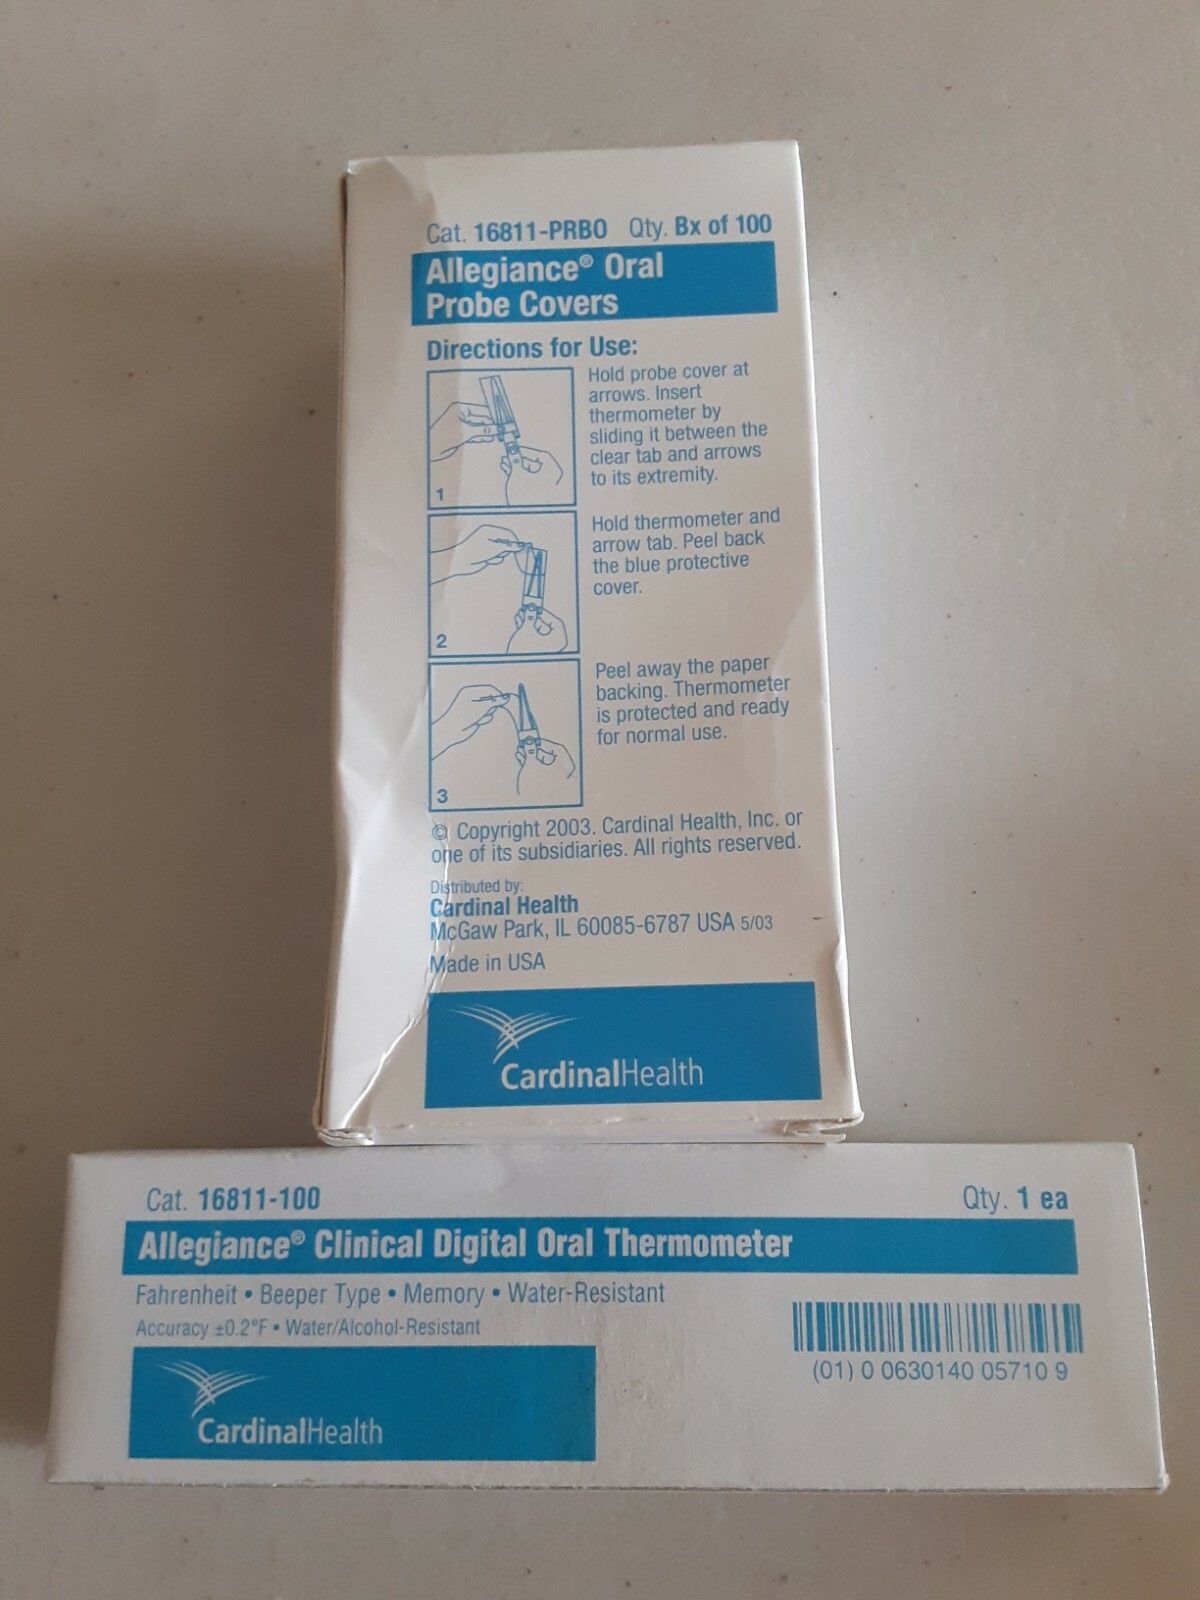 Cat. 16811-PRBO Qty. Bx of 100
Allegiance® Oral
Probe Covers
Directions for Use:
Hold probe cover at
arrows. Insert
thermometer by
sliding it between the
clear tab and arrows
to its extremity.
1
Hold thermometer and
arrow tab. Peel back
the blue protective
cover.
2
Peel away the paper
backing. Thermometer
is protected and ready
for normal use.
3
© Copyright 2003. Cardinal Health, Inc. or
one of its subsidiaries. All rights reserved.
Distributed by:
Cardinal Health
McGaw Park, IL 60085-6787 USA 5/03
Made in USA
CardinalHealth
Cat. 16811-100 Qty. 1 ea
Allegiance® Clinical Digital Oral Thermometer
Fahrenheit • Beeper Type • Memory • Water-Resistant
Accuracy ±0.2°F • Water/Alcohol-Resistant
(01) 0 0630140 05710 9
CardinalHealth